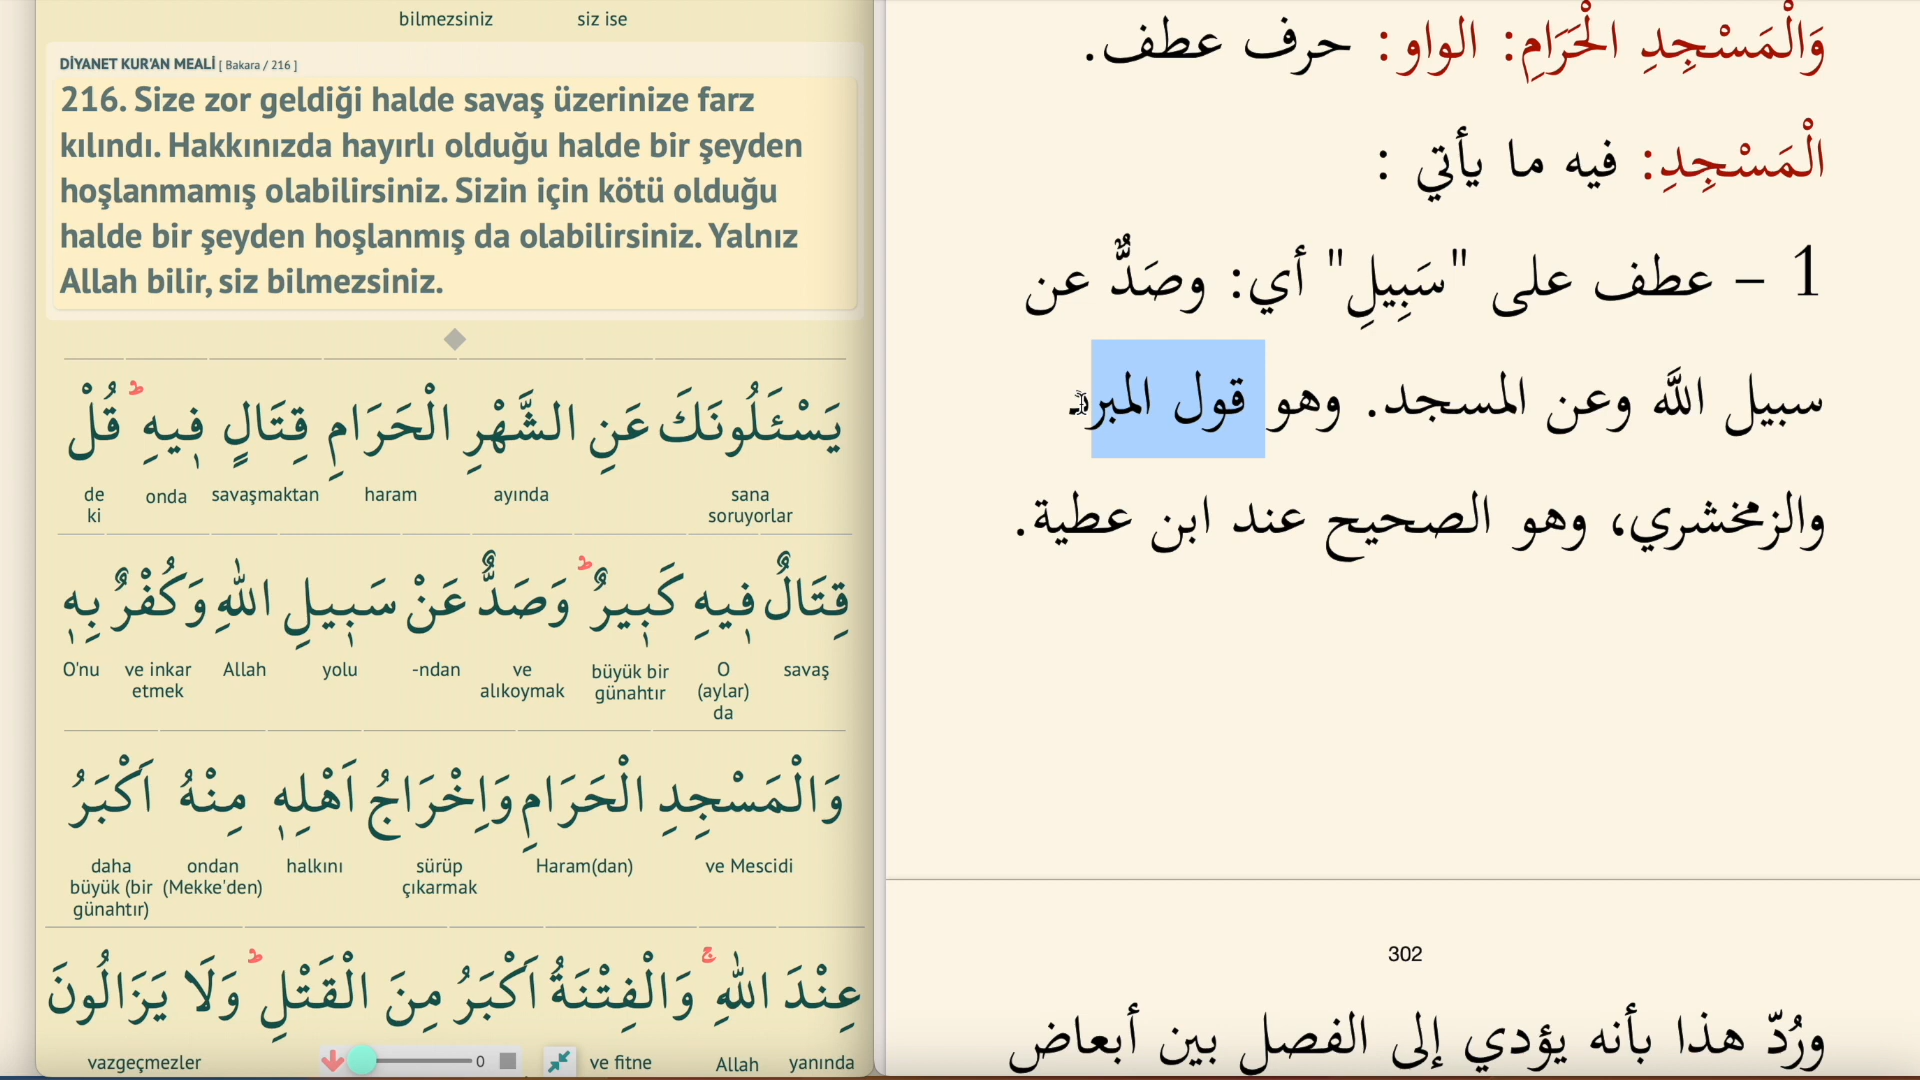 bilmezsiniz siz ise
DİYANET KUR'AN MEALİ [ Bakara / 216 ]
216. Size zor geldiği halde savaş üzerinize farz
kılındı. Hakkınızda hayırlı olduğu halde bir şeyden
hoşlanmamış olabilirsiniz. Sizin için kötü olduğu
halde bir şeyden hoşlanmış da olabilirsiniz. Yalnız
Allah bilir, siz bilmezsiniz.
يَسْـَٔلُونَكَ عَنِ الشَّهْرِ الْحَرَامِ قِتَالٍ ف۪يهِۜ قُلْ
de ki onda savaşmaktan haram ayında sana soruyorlar
قِتَالٌ ف۪يهِ كَب۪يرٌۜ وَصَدٌّ عَنْ سَب۪يلِ اللّٰهِ وَكُفْرٌ بِه۪
O'nu ve inkar etmek Allah yolu -ndan ve alıkoymak büyük bir günahtır O (aylar) da savaş
وَالْمَسْجِدِ الْحَرَامِ وَاِخْرَاجُ اَهْلِه۪ مِنْهُ اَكْبَرُ
daha büyük (bir günahtır) ondan (Mekke'den) halkını sürüp çıkarmak Haram(dan) ve Mescidi
عِنْدَ اللّٰهِۚ وَالْفِتْنَةُ اَكْبَرُ مِنَ الْقَتْلِۜ وَلَا يَزَالُونَ
vazgeçmezler 0 ve fitne Allah yanında
وَالْمَسْجِدِ الْحَرَامِ: الواو: حرف عطف.
الْمَسْجِدِ: فيه ما يأتي :
1 – عطف على "سَبِيلِ" أي: وصَدٌّ عن
سبيل اللَّه وعن المسجد. وهو قول المبرد
والزمخشري، وهو الصحيح عند ابن عطية.
302
ورُدّ هذا بأنه يؤدي إلى الفصل بين أبعاض